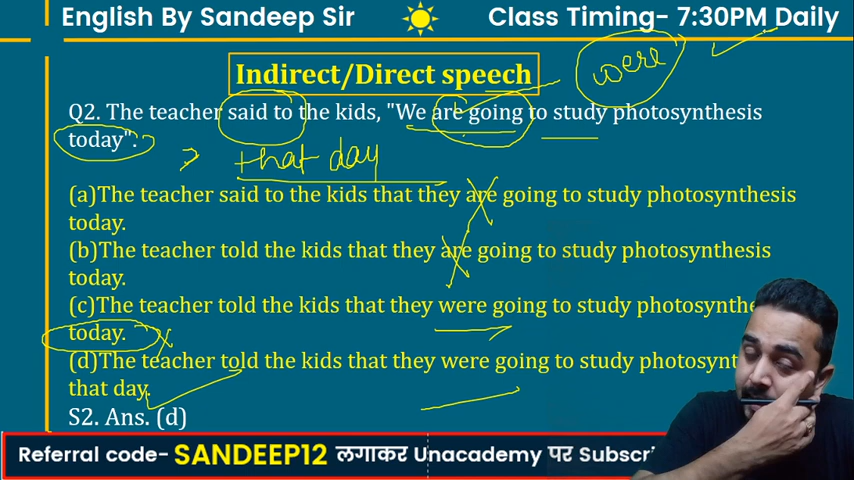 English By Sandeep Sir
Class Timing- 7:30PM Daily
Indirect/Direct speech
were
Q2. The teacher said to the kids, "We are going to study photosynthesis
today".
that day
(a)The teacher said to the kids that they are going to study photosynthesis
today.
(b)The teacher told the kids that they are going to study photosynthesis
today.
(c)The teacher told the kids that they were going to study
today.
(d)The teacher told the kids that they were going to study
that day.
S2. Ans. (d)
Referral code- SANDEEP12 लगाकर Unacademy पर